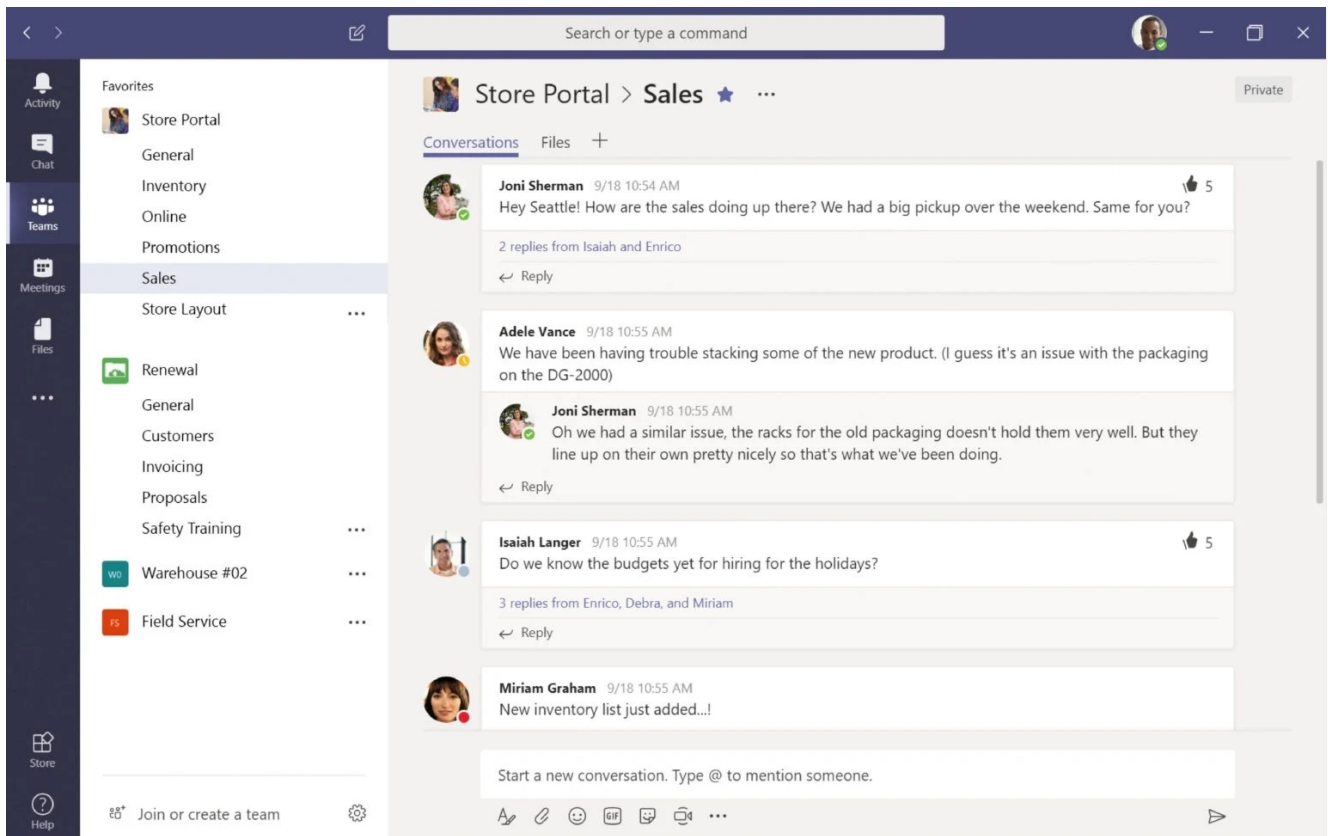 Search or type a command
Activity
Chat
Teams
Meetings
Files
Store
Help
Favorites
Store Portal
General
Inventory
Online
Promotions
Sales
Store Layout
Renewal
General
Customers
Invoicing
Proposals
Safety Training
W0 Warehouse #02
FS Field Service
Join or create a team
Store Portal > Sales
Private
Conversations Files
Joni Sherman 9/18 10:54 AM 5
Hey Seattle! How are the sales doing up there? We had a big pickup over the weekend. Same for you?
2 replies from Isaiah and Enrico
Reply
Adele Vance 9/18 10:55 AM
We have been having trouble stacking some of the new product. (I guess it's an issue with the packaging
on the DG-2000)
Joni Sherman 9/18 10:55 AM
Oh we had a similar issue, the racks for the old packaging doesn't hold them very well. But they
line up on their own pretty nicely so that's what we've been doing.
Reply
Isaiah Langer 9/18 10:55 AM 5
Do we know the budgets yet for hiring for the holidays?
3 replies from Enrico, Debra, and Miriam
Reply
Miriam Graham 9/18 10:55 AM
New inventory list just added...!
Start a new conversation. Type @ to mention someone.
GIF